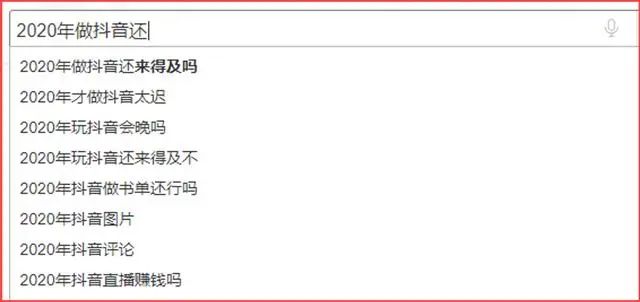 2020年做抖音还
2020年做抖音还来得及吗
2020年才做抖音太迟
2020年玩抖音会晚吗
2020年玩抖音还来得及不
2020年抖音做书单还行吗
2020年抖音图片
2020年抖音评论
2020年抖音直播赚钱吗